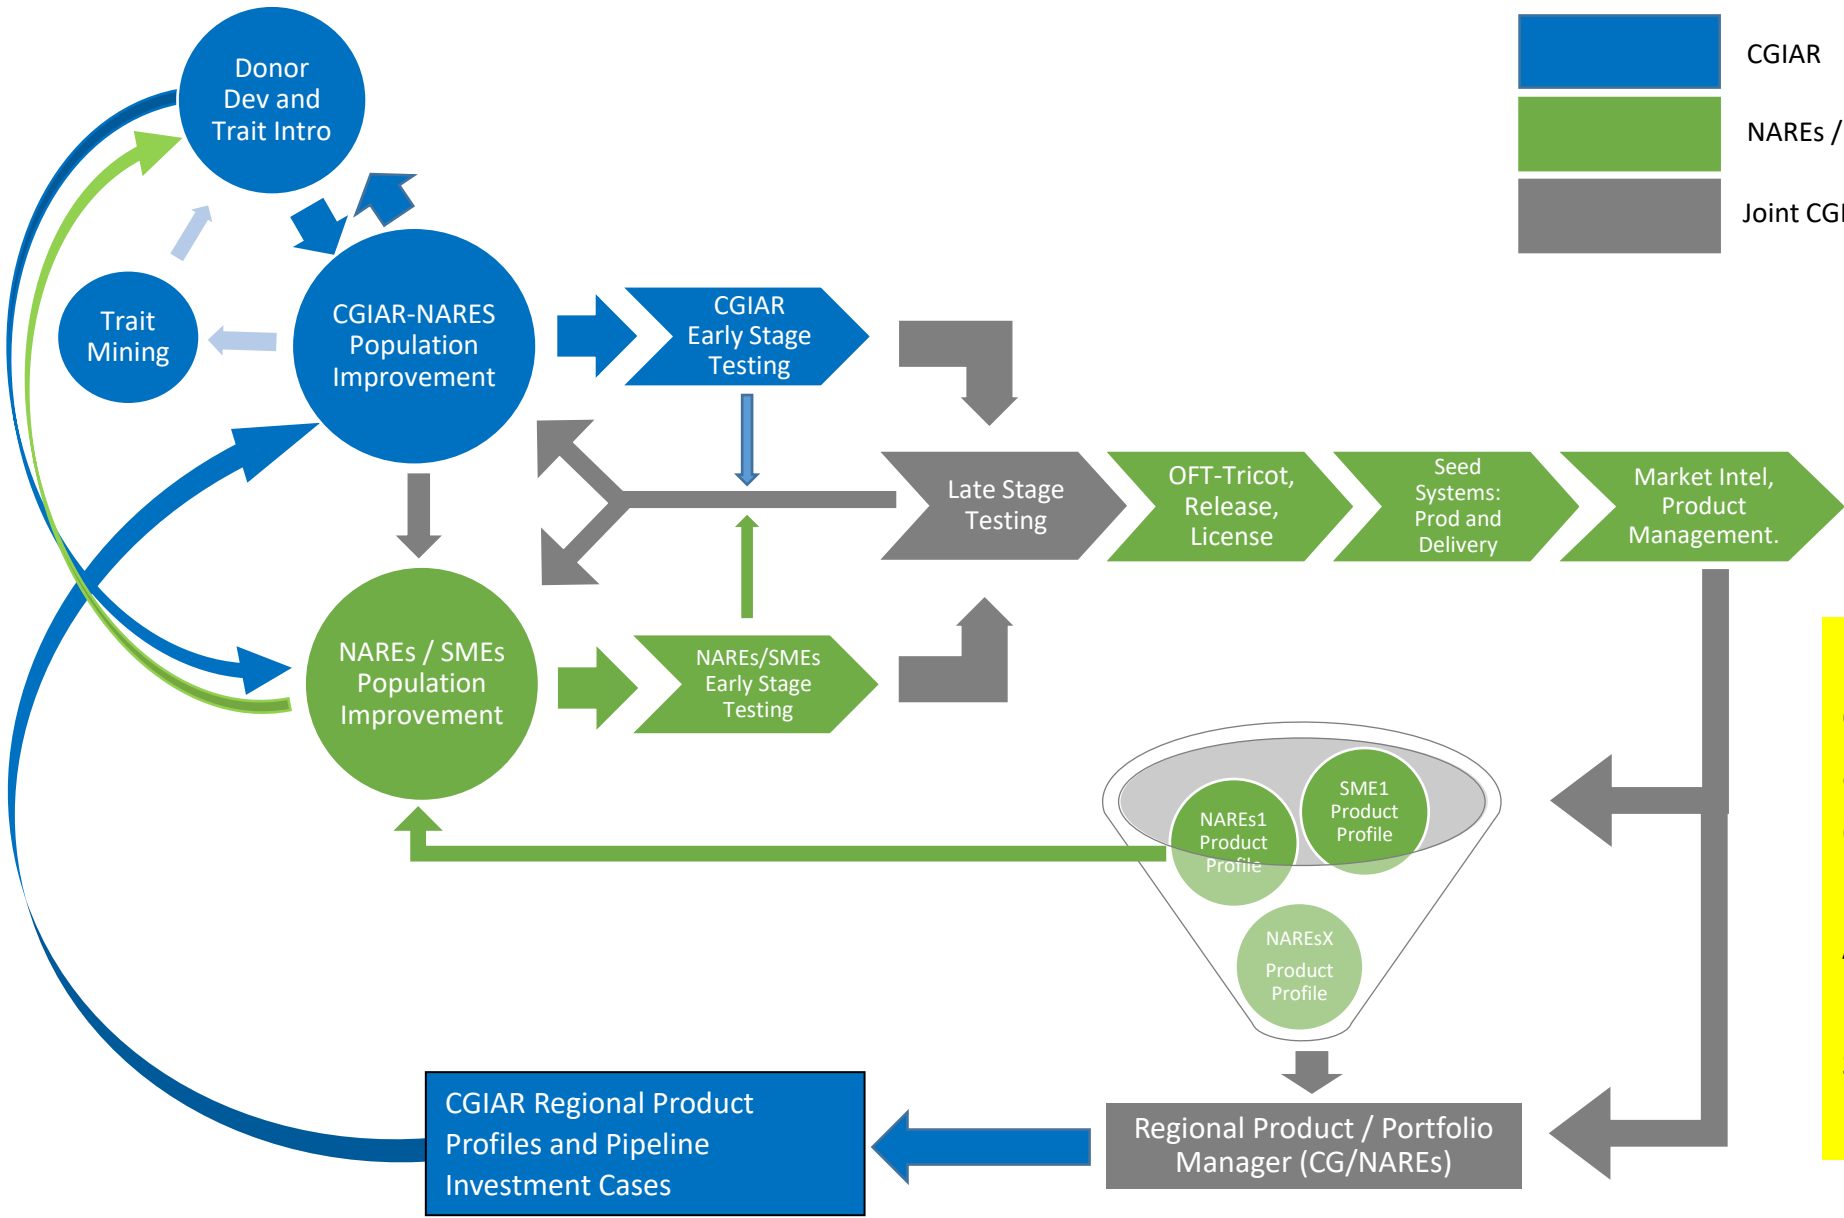 Donor
Dev and
Trait Intro
CGIAR
NAREs /
Joint
Trait
Mining
CGIAR-NARES
Population
Improvement
CGIAR
Early Stage
Testing
Late Stage
Testing
OFT-Tricot,
Release,
License
Seed
Systems:
Prod and
Delivery
Market Intel,
Product
Management.
NAREs / SMEs
Population
Improvement
NAREs/SMEs
Early Stage
Testing
NAREs1
Product
Profile
SME1
Product
Profile
NAREsX
Product
Profile
CGIAR Regional Product
Profiles and Pipeline
Investment Cases
Regional Product / Portfolio
Manager (CG/NAREs)